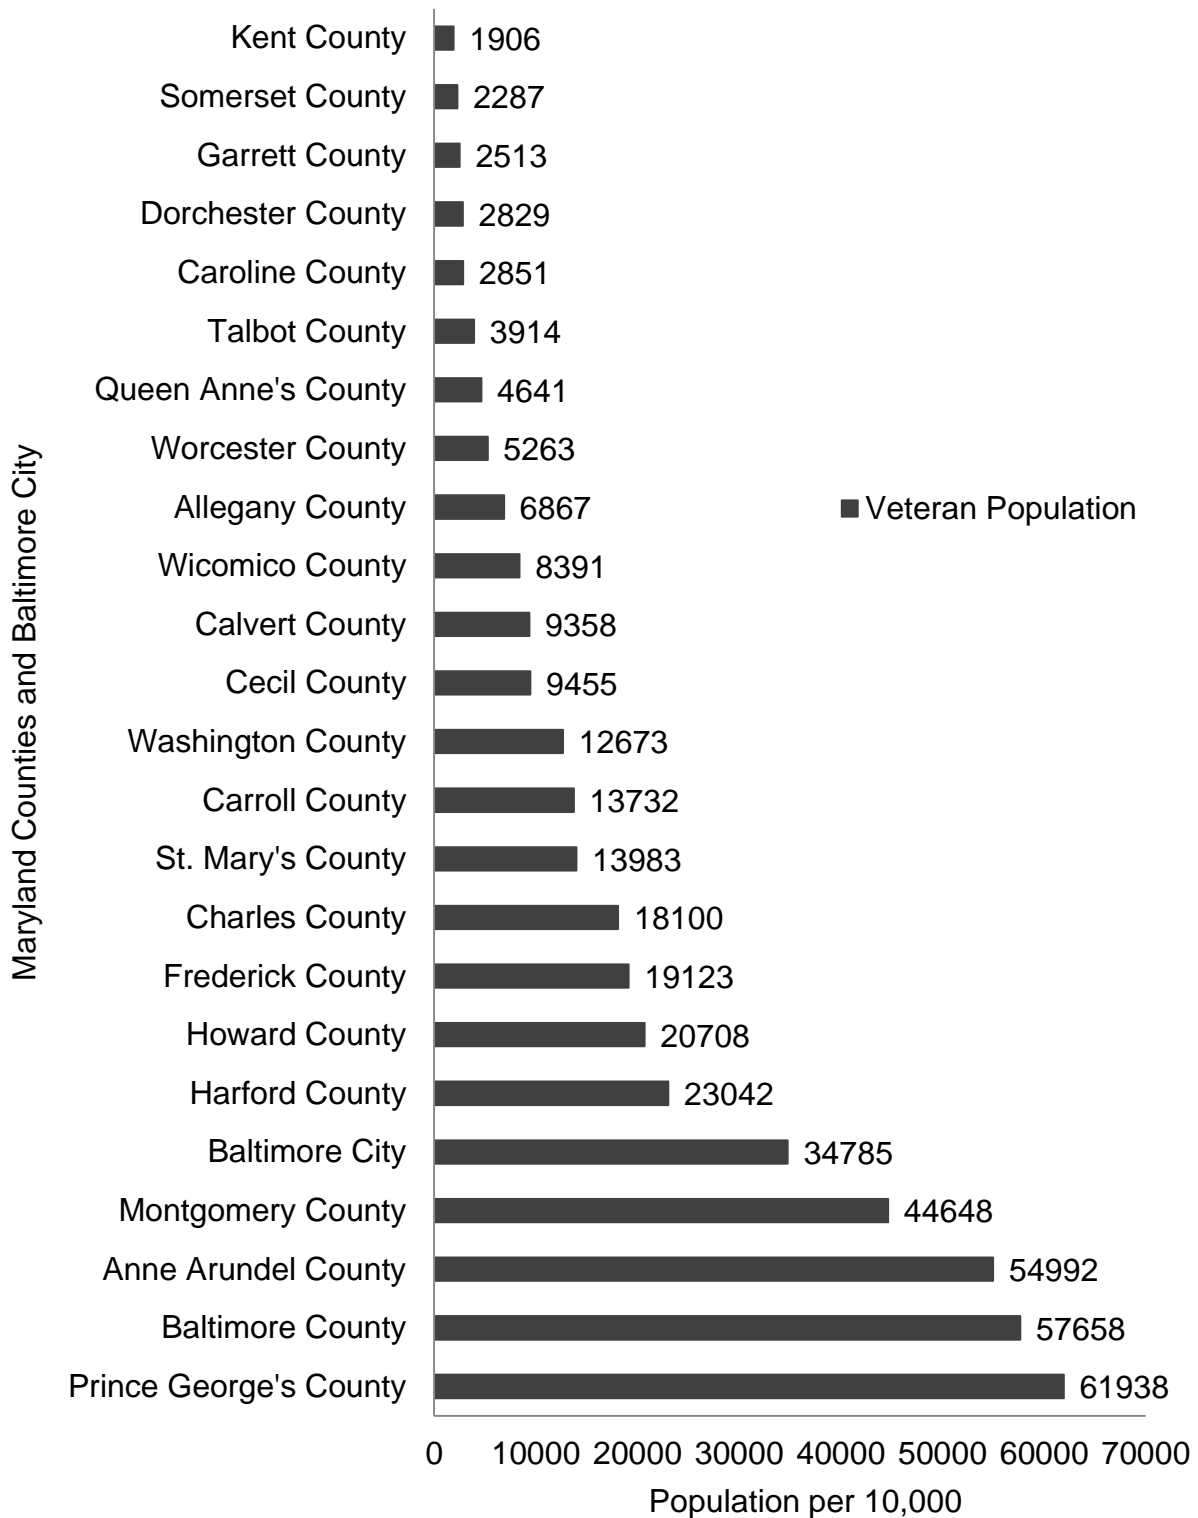 Kent County 1906
Somerset County 2287
Garrett County 2513
Dorchester County 2829
Caroline County 2851
Talbot County 3914
Queen Anne's County 4641
Worcester County 5263
Allegany County 6867
Veteran Population
Wicomico County 8391
Calvert County 9358
Cecil County 9455
Washington County 12673
Carroll County 13732
St. Mary's County 13983
Charles County 18100
Frederick County 19123
Howard County 20708
Harford County 23042
Baltimore City 34785
Montgomery County 44648
Anne Arundel County 54992
Baltimore County 57658
Prince George's County 61938
Maryland Counties and Baltimore City
0 10000 20000 30000 40000 50000 60000 70000
Population per 10,000